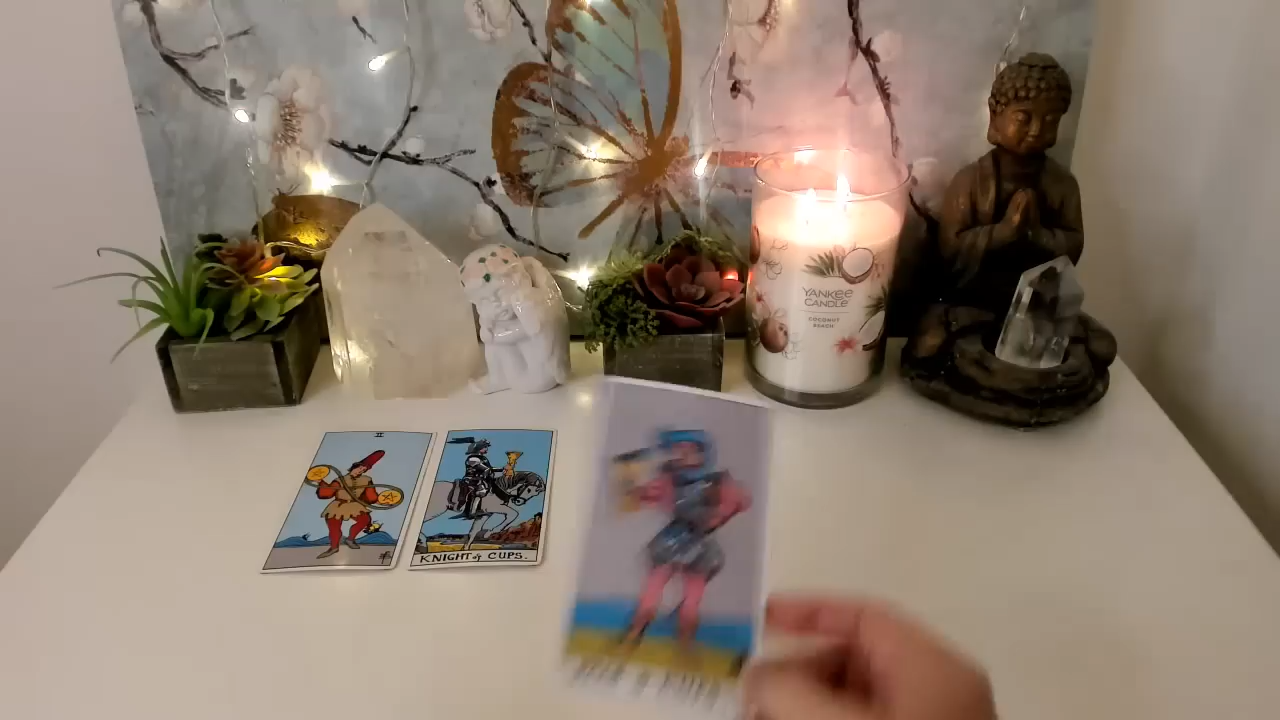 YANKEE
CANDLE
COCONUT
BEACH
II
KNIGHT of CUPS.